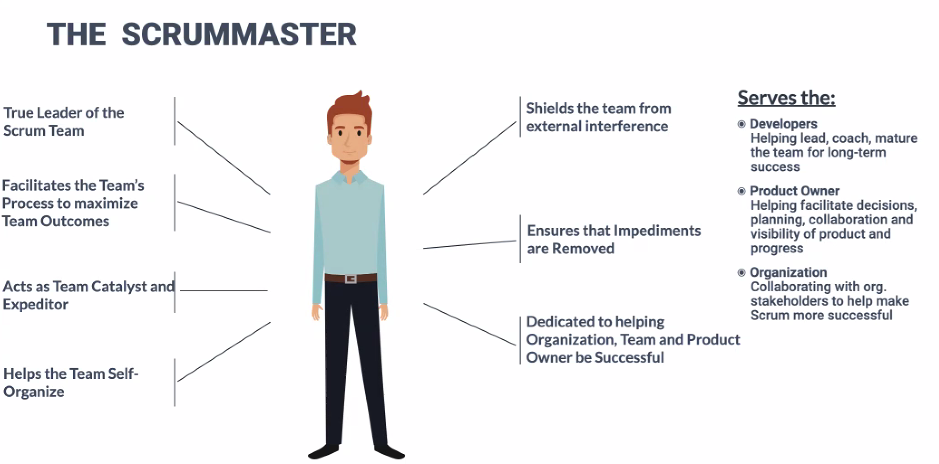 THE SCRUMMASTER
True Leader of the
Scrum Team
Facilitates the Team's
Process to maximize
Team Outcomes
Acts as Team Catalyst and
Expeditor
Helps the Team Self-
Organize
Shields the team from
external interference
Ensures that Impediments
are Removed
Dedicated to helping
Organization, Team and Product
Owner be Successful
Serves the:
Developers
Helping lead, coach, mature
the team for long-term
success
Product Owner
Helping facilitate decisions,
planning, collaboration and
visibility of product and
progress
Organization
Collaborating with org.
stakeholders to help make
Scrum more successful